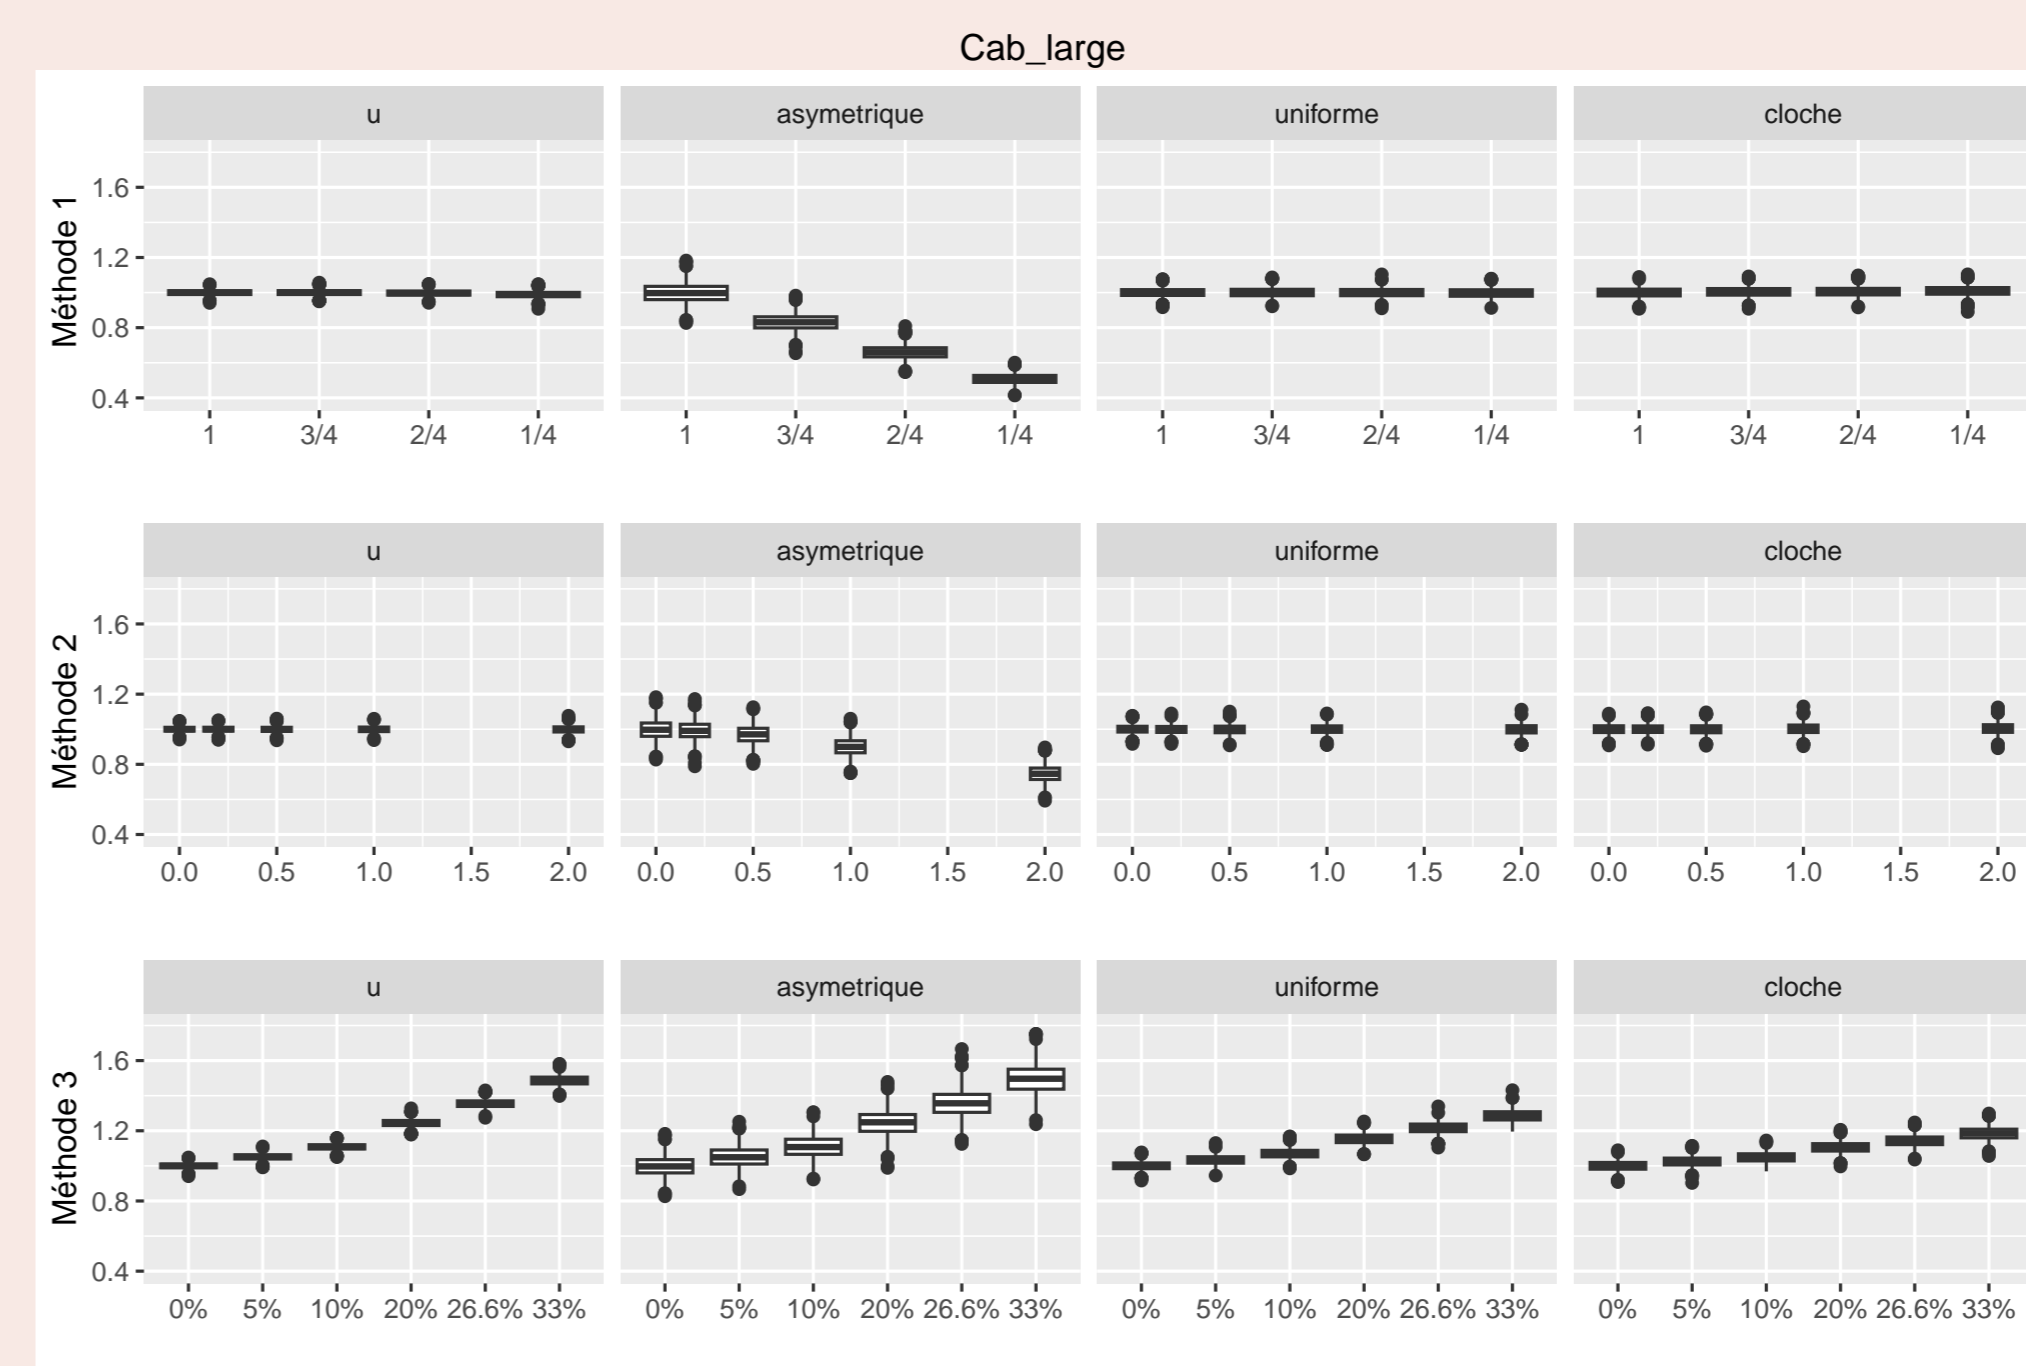 Cab_large
u asymetrique uniforme cloche
Méthode 1
1.6
1.2
0.8
0.4
1 3/4 2/4 1/4 1 3/4 2/4 1/4 1 3/4 2/4 1/4 1 3/4 2/4 1/4
u asymetrique uniforme cloche
Méthode 2
1.6
1.2
0.8
0.4
0.0 0.5 1.0 1.5 2.0 0.0 0.5 1.0 1.5 2.0 0.0 0.5 1.0 1.5 2.0 0.0 0.5 1.0 1.5 2.0
u asymetrique uniforme cloche
Méthode 3
1.6
1.2
0.8
0.4
0% 5% 10% 20% 26.6% 33% 0% 5% 10% 20% 26.6% 33% 0% 5% 10% 20% 26.6% 33% 0% 5% 10% 20% 26.6% 33%